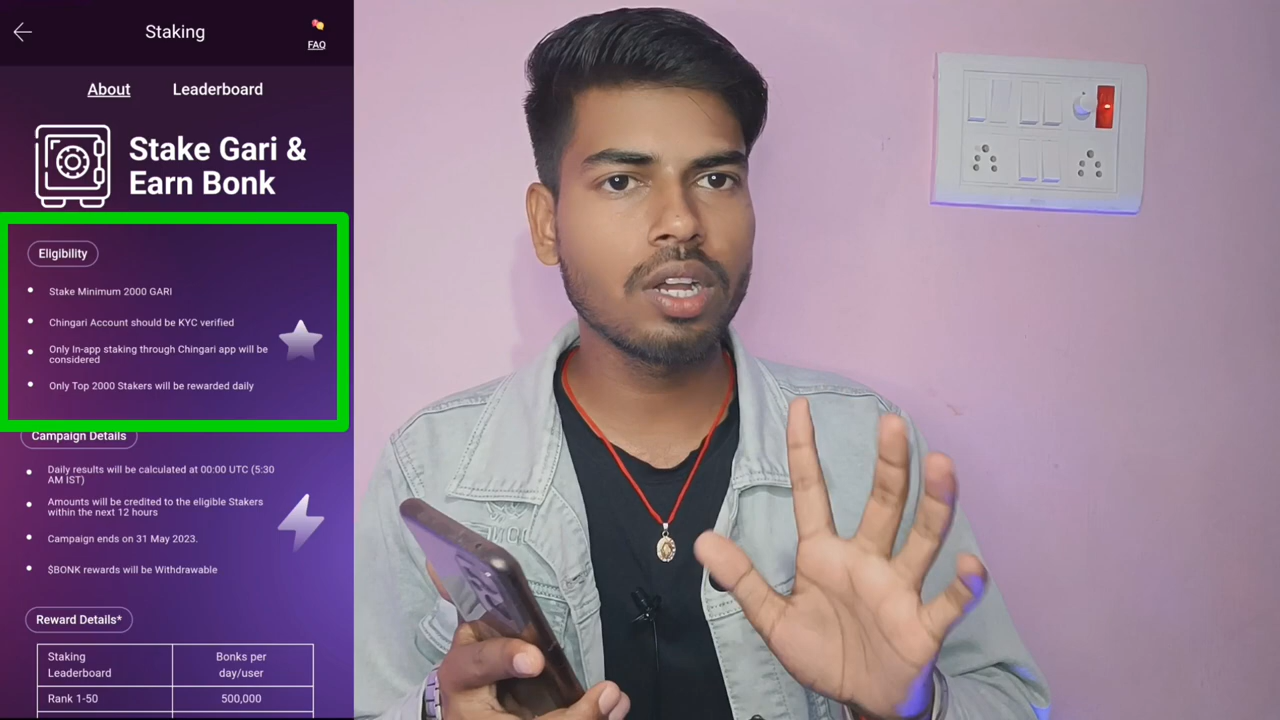 Staking
FAQ
About
Leaderboard
Stake Gari &
Earn Bonk
Eligibility
Stake Minimum 2000 GARI
Chingari Account should be KYC verified
Only In-app staking through Chingari app will be
considered
Only Top 2000 Stakers will be rewarded daily
Campaign Details
Daily results will be calculated at 00:00 UTC (5:30
AM IST)
Amounts will be credited to the eligible Stakers
within the next 12 hours
Campaign ends on 31 May 2023.
$BONK rewards will be Withdrawable
Reward Details*
Staking
Leaderboard
Bonks per
day/user
Rank 1-50
500,000